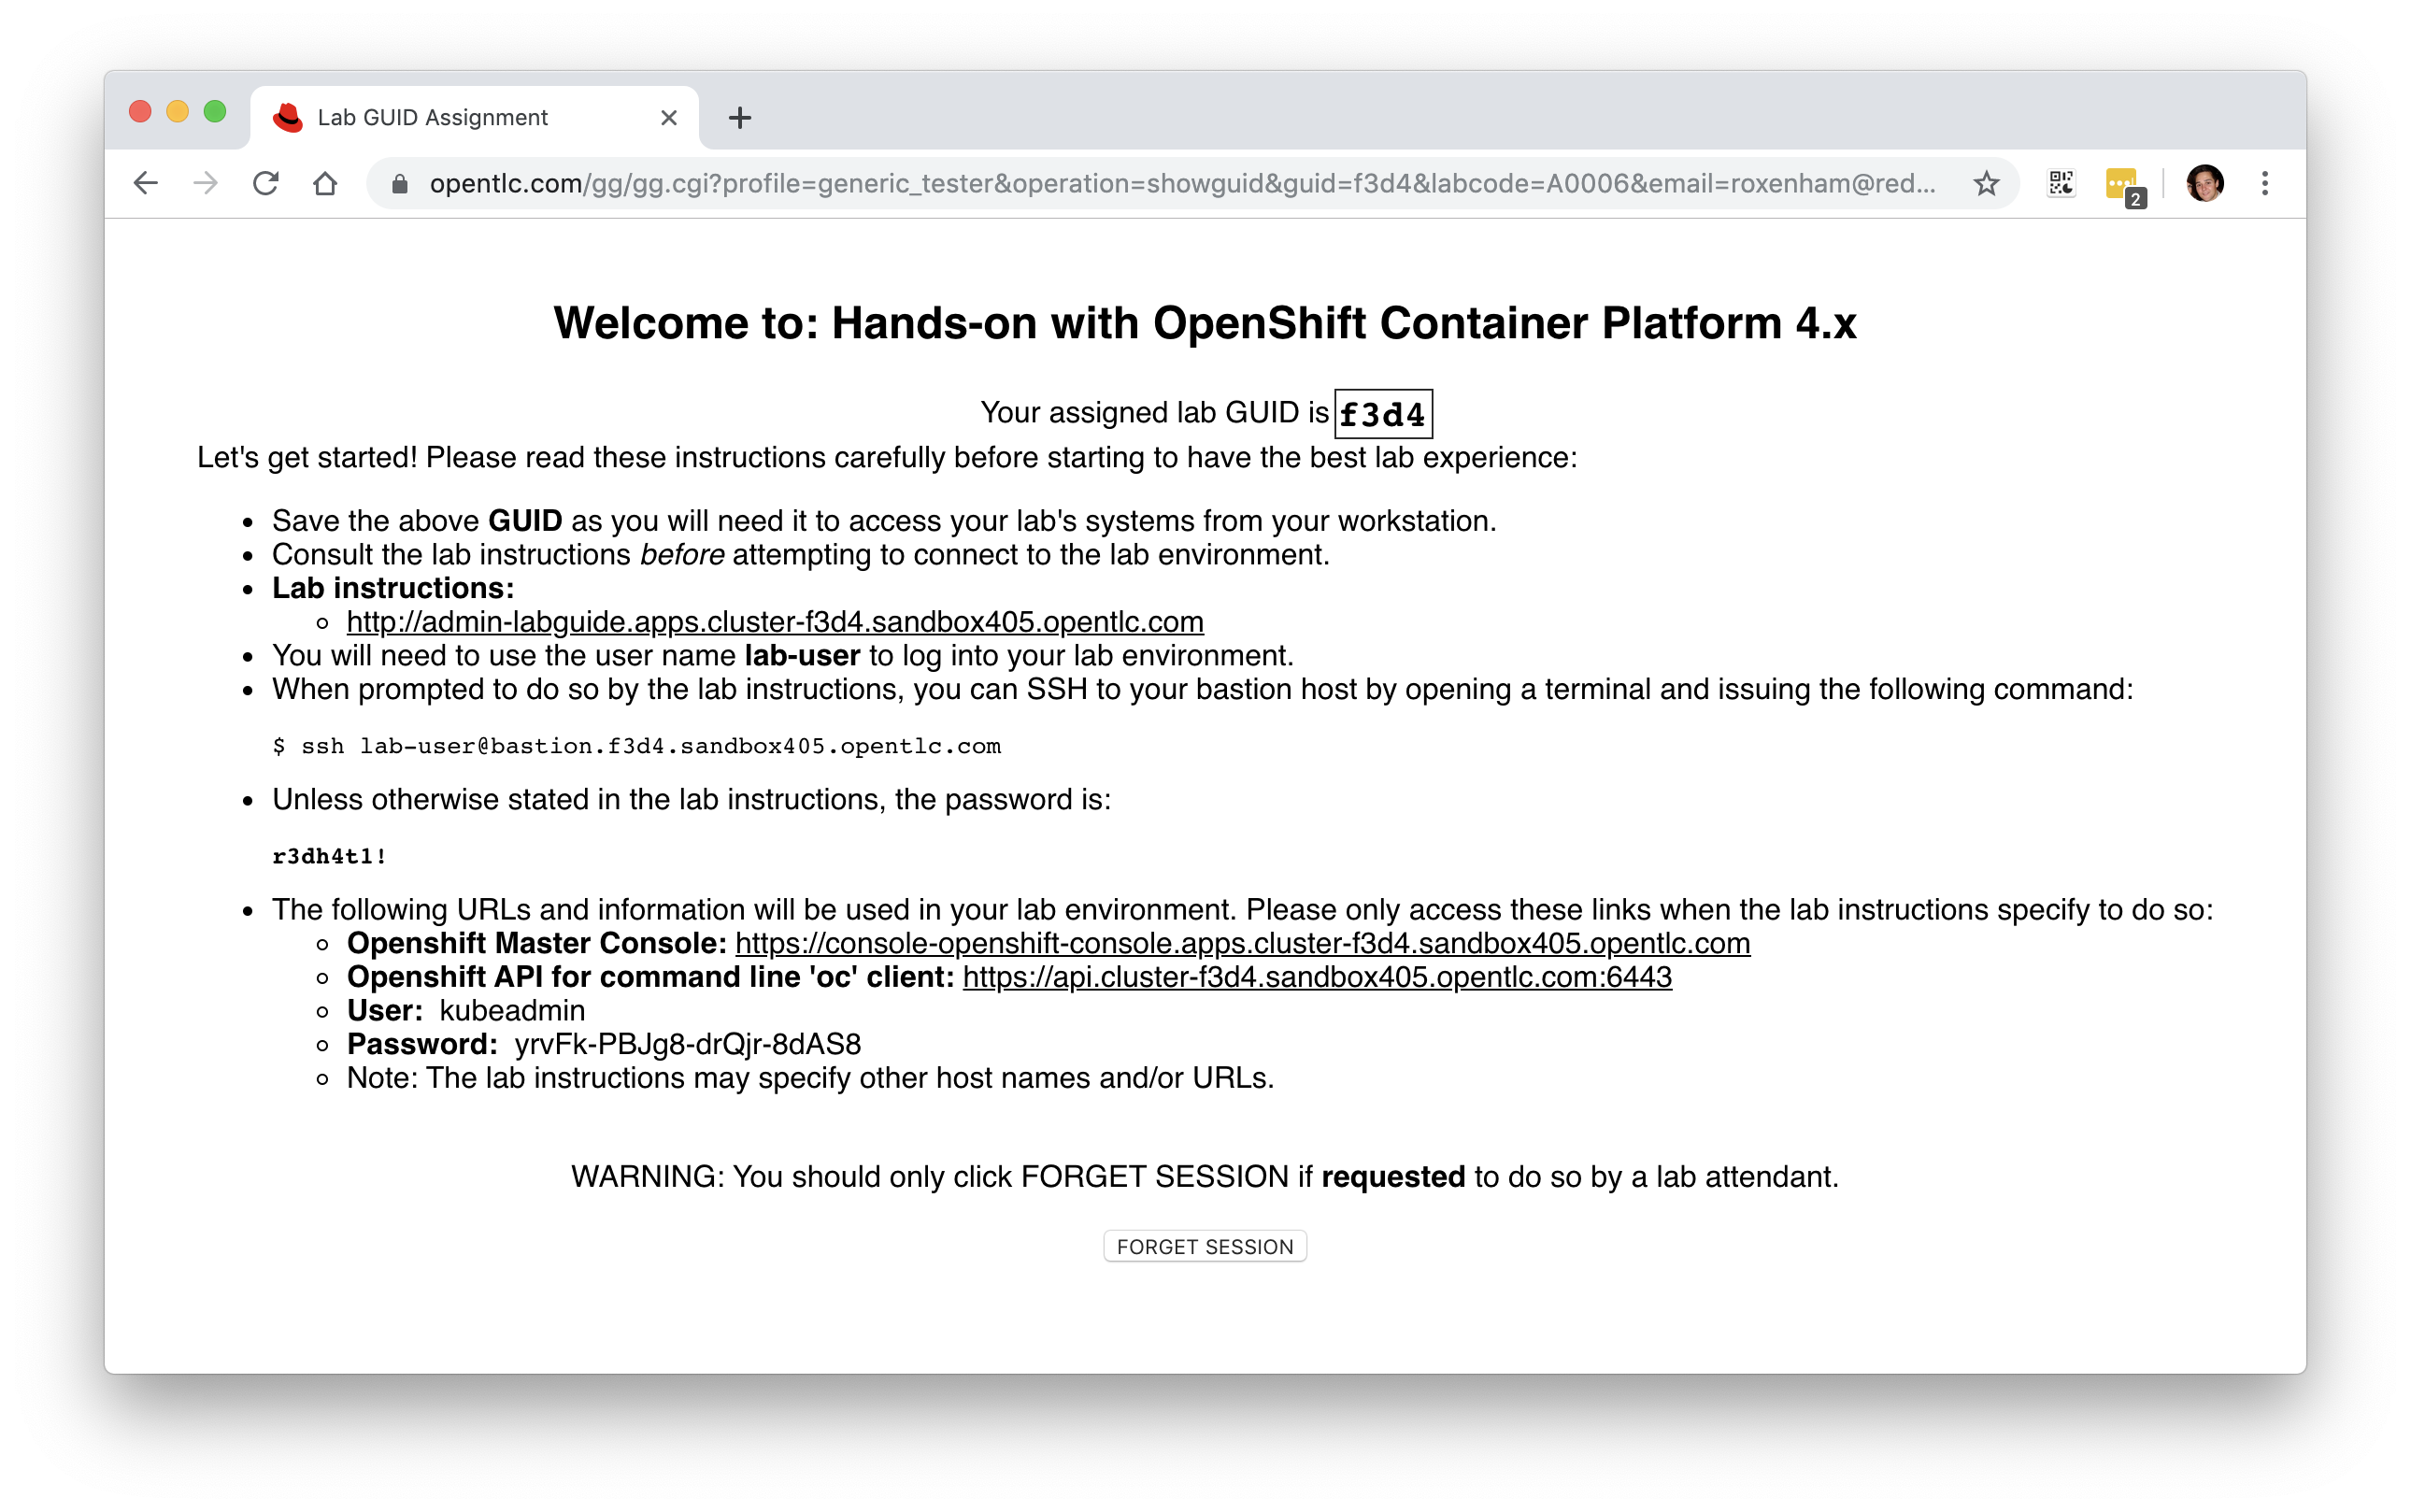 Lab GUID Assignment
opentlc.com/gg/gg.cgi?profile=generic_tester&operation=showguid&guid=f3d4&labcode=A0006&email=roxenham@red...
2
Welcome to: Hands-on with OpenShift Container Platform 4.x
Your assigned lab GUID is f3d4
Let's get started! Please read these instructions carefully before starting to have the best lab experience:
Save the above GUID as you will need it to access your lab's systems from your workstation.
Consult the lab instructions before attempting to connect to the lab environment.
Lab instructions:
http://admin-labguide.apps.cluster-f3d4.sandbox405.opentlc.com
You will need to use the user name lab-user to log into your lab environment.
When prompted to do so by the lab instructions, you can SSH to your bastion host by opening a terminal and issuing the following command:
$ ssh lab-user@bastion.f3d4.sandbox405.opentlc.com
Unless otherwise stated in the lab instructions, the password is:
r3dh4t1!
The following URLs and information will be used in your lab environment. Please only access these links when the lab instructions specify to do so:
Openshift Master Console: https://console-openshift-console.apps.cluster-f3d4.sandbox405.opentlc.com
Openshift API for command line 'oc' client: https://api.cluster-f3d4.sandbox405.opentlc.com:6443
User: kubeadmin
Password: yrvFk-PBJg8-drQjr-8dAS8
Note: The lab instructions may specify other host names and/or URLs.
WARNING: You should only click FORGET SESSION if requested to do so by a lab attendant.
FORGET SESSION